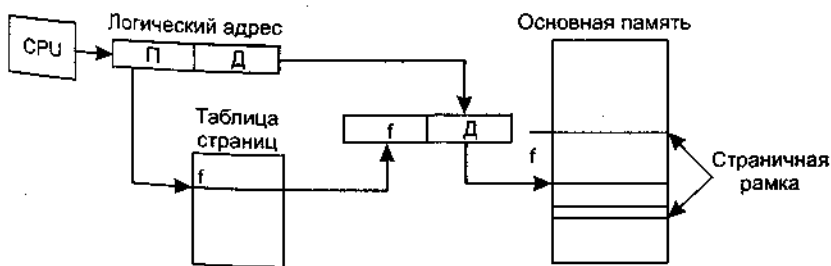 Логический адрес
Основная память
CPU
П
Д
Таблица
страниц
f
Д
f
f
Страничная
рамка